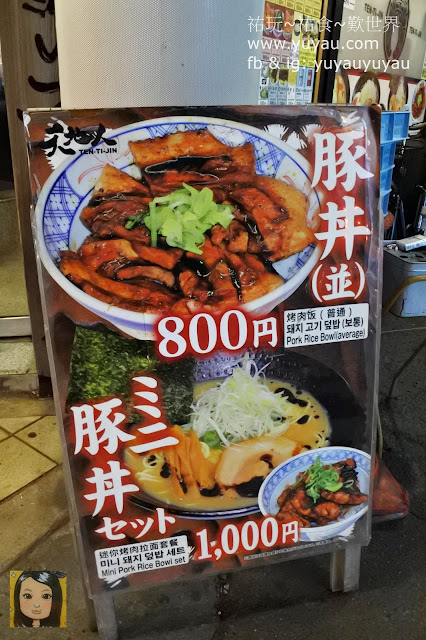 祐玩~祐食~歎世界
www.yuyau.com
fb & ig: yuyauyuyau
天地人
TEN-TI-JIN
豚丼(並)
800円
烤肉饭（普通）
돼지 고기 덮밥(보통)
Pork Rice Bowl(average)
ミニ豚丼セット
1,000円
迷你烤肉拉面套餐
미니 돼지 덮밥 세트
Mini Pork Rice Bowl set